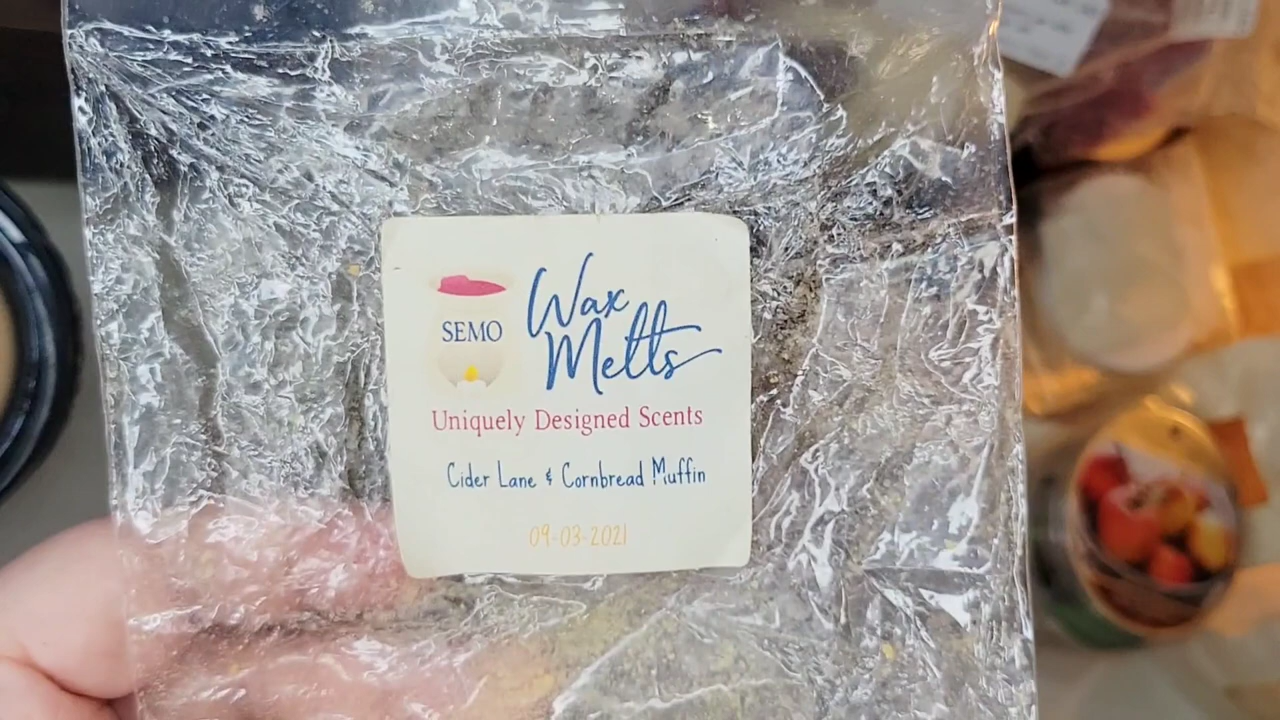 SEMO
Wax
Melts
Uniquely Designed Scents
Cider Lane & Cornbread Muffin
09-03-2021